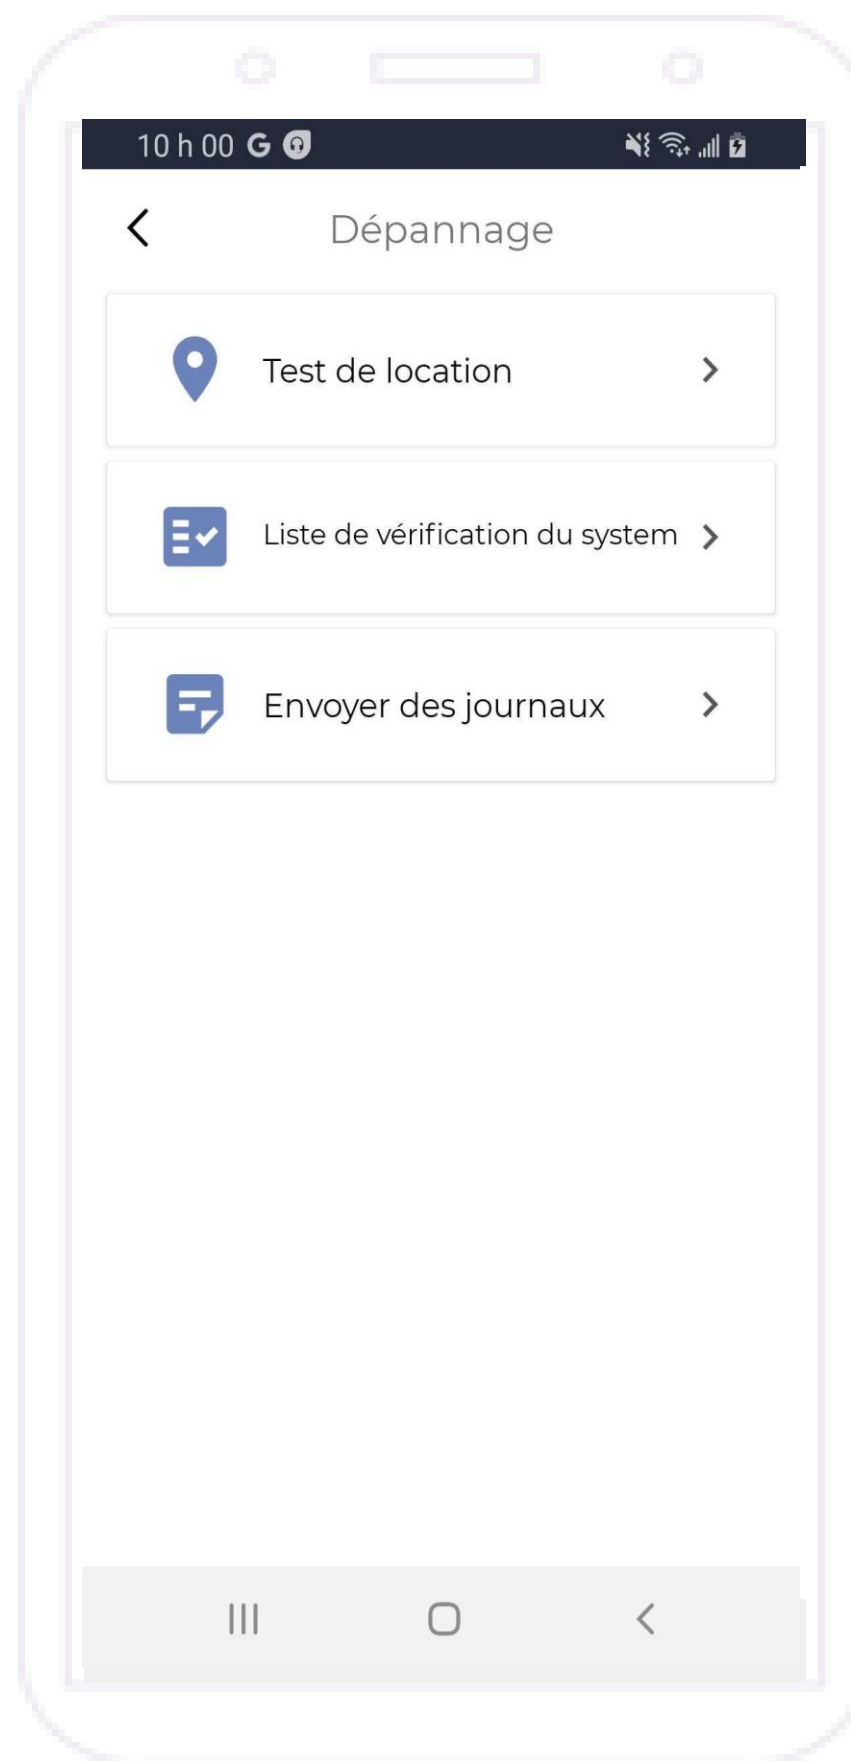 10 h 00 G
Dépannage
Test de location
Liste de vérification du system
Envoyer des journaux